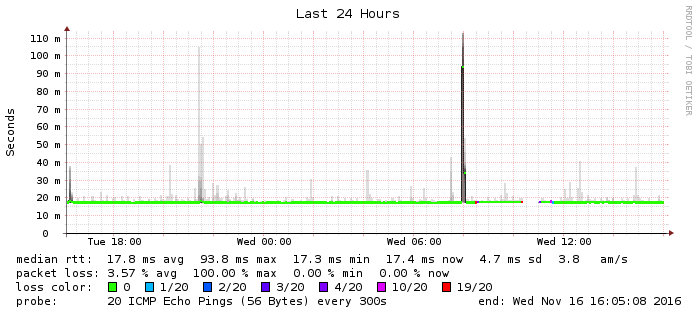 Last 24 Hours
RRDTOOL / TOBI OETIKER
Seconds
110 m
100 m
90 m
80 m
70 m
60 m
50 m
40 m
30 m
20 m
10 m
0
Tue 18:00 Wed 00:00 Wed 06:00 Wed 12:00
median rtt: 17.8 ms avg 93.8 ms max 17.3 ms min 17.4 ms now 4.7 ms sd 3.8 am/s
packet loss: 3.57 % avg 100.00 % max 0.00 % min 0.00 % now
loss color: 0 1/20 2/20 3/20 4/20 10/20 19/20
probe: 20 ICMP Echo Pings (56 Bytes) every 300s end: Wed Nov 16 16:05:08 2016